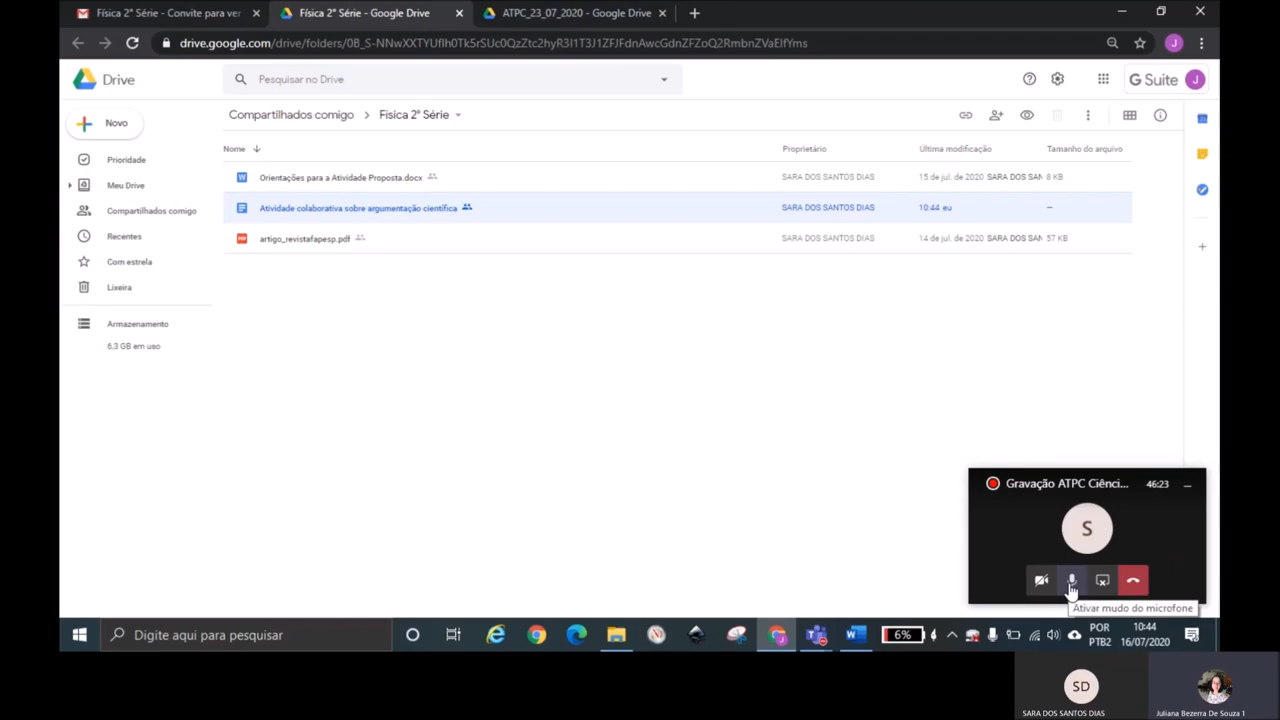 Física 2° Série - Convite para ver
Física 2° Série - Google Drive
ATPC_23_07_2020 - Google Drive
drive.google.com/drive/folders/0B_S-NNwXXTYUflh0Tk5rSUc0QzZtc2hyR3I1T3J1ZFJFdnAwcGdnZFZoQ2RmbnZVaElfYms
J
Drive
Pesquisar no Drive
G Suite J
Novo
Compartilhados comigo > Física 2° Série
Nome
Proprietário
Última modificação
Tamanho do arquivo
Prioridade
Orientações para a Atividade Proposta.docx
SARA DOS SANTOS DIAS
15 de jul. de 2020 SARA DOS SAN
8 KB
Meu Drive
Compartilhados comigo
Atividade colaborativa sobre argumentação científica
SARA DOS SANTOS DIAS
10:44 eu
–
Recentes
artigo_revistafapesp.pdf
SARA DOS SANTOS DIAS
14 de jul. de 2020 SARA DOS SAN
57 KB
Com estrela
Lixeira
Armazenamento
6,3 GB em uso
Gravação ATPC Ciênci...
46:23
S
Ativar mudo do microfone
Digite aqui para pesquisar
6%
POR
PTB2
10:44
16/07/2020
SD
SARA DOS SANTOS DIAS
Juliana Bezerra De Souza 1